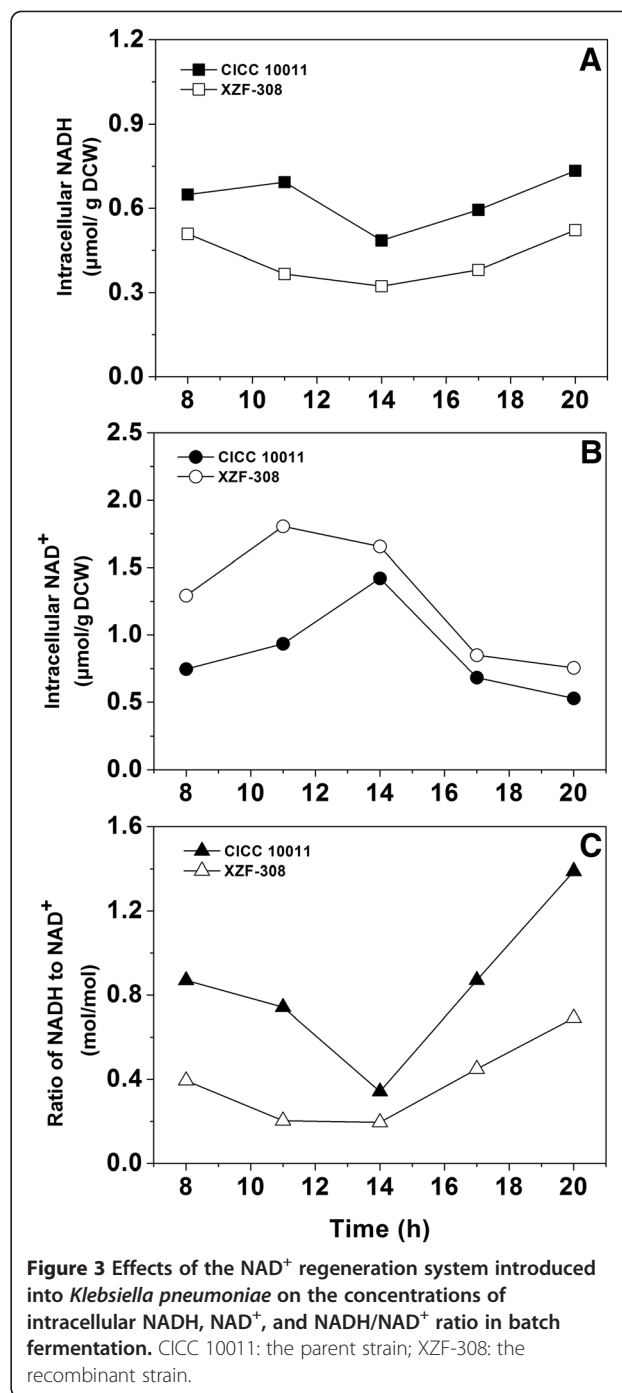 A
CICC 10011
XZF-308
Intracellular NADH
(µmol/ g DCW)
1.2
0.9
0.6
0.3
0.0
8 10 12 14 16 18 20
B
CICC 10011
XZF-308
Intracellular NAD+
(µmol/g DCW)
2.5
2.0
1.5
1.0
0.5
0.0
8 10 12 14 16 18 20
C
CICC 10011
XZF-308
Ratio of NADH to NAD+
(mol/mol)
1.6
1.2
0.8
0.4
0.0
8 10 12 14 16 18 20
Time (h)
Figure 3 Effects of the NAD+ regeneration system introduced
into Klebsiella pneumoniae on the concentrations of
intracellular NADH, NAD+, and NADH/NAD+ ratio in batch
fermentation. CICC 10011: the parent strain; XZF-308: the
recombinant strain.